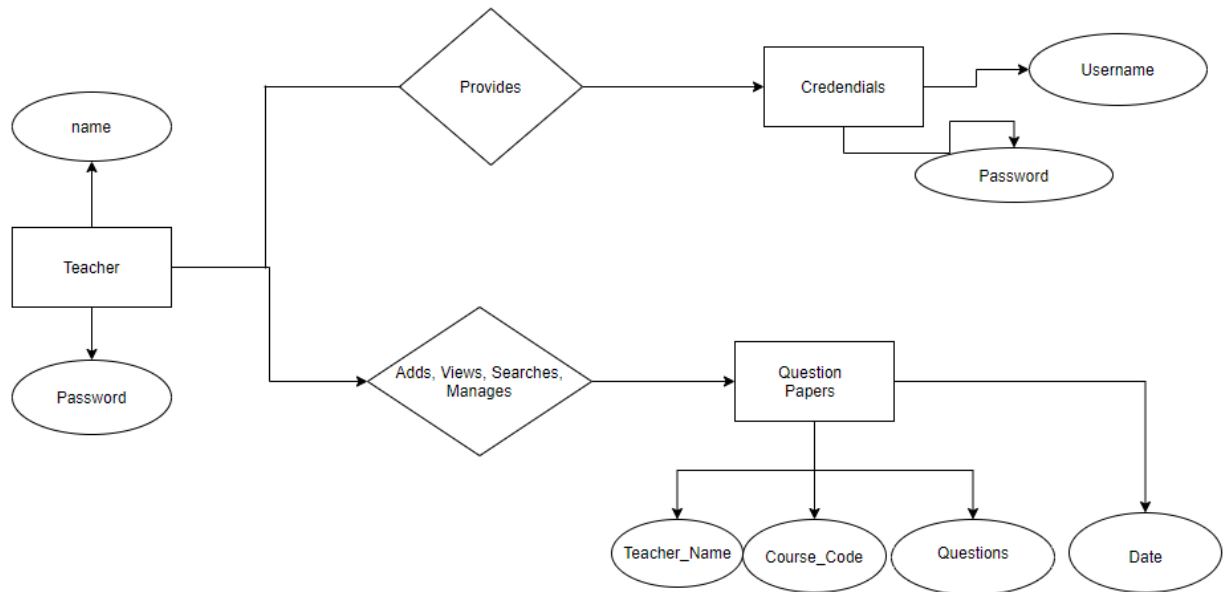 Provides
Credendials
Username
name
Password
Teacher
Adds, Views, Searches,
Manages
Question
Papers
Password
Teacher_Name
Course_Code
Questions
Date